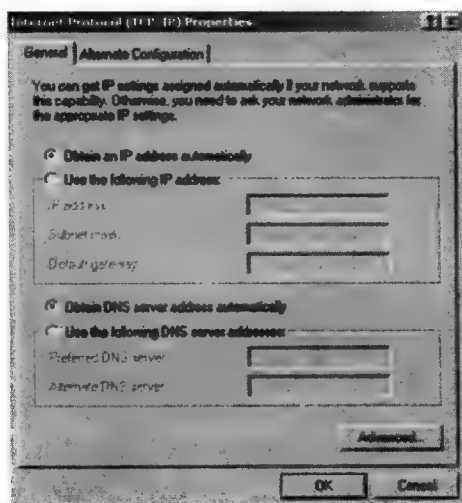 Internet Protocol (TCP/IP) Properties
General
Alternate Configuration
You can get IP settings assigned automatically if your network supports
this capability. Otherwise, you need to ask your network administrator for
the appropriate IP settings.
Obtain an IP address automatically
Use the following IP address:
IP address:
Subnet mask:
Default gateway:
Obtain DNS server address automatically
Use the following DNS server addresses:
Preferred DNS server:
Alternate DNS server:
Advanced...
OK
Cancel